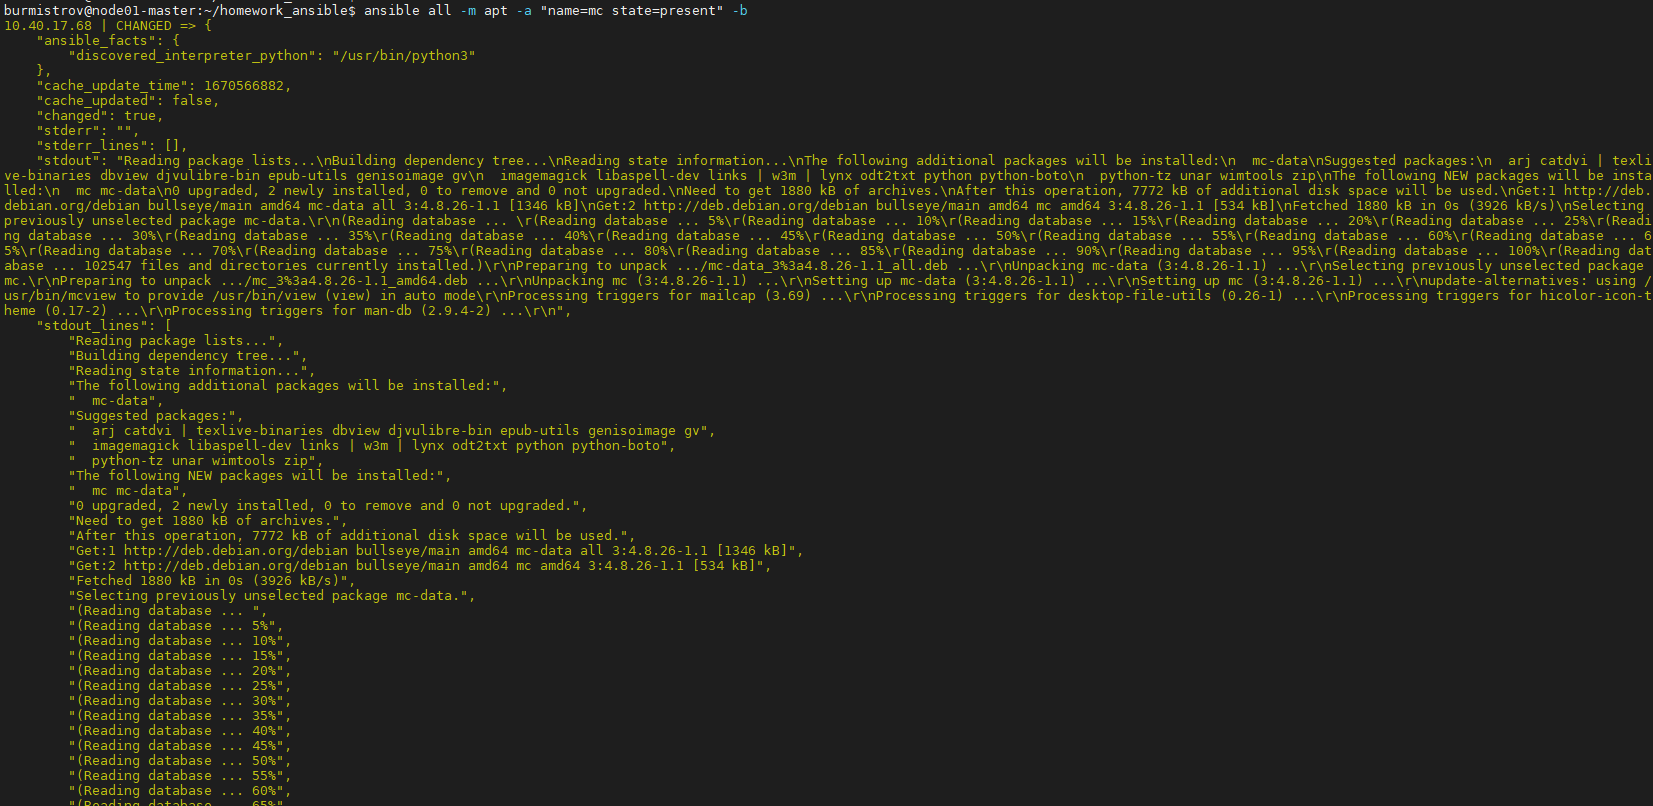 burmistrov@node01-master:~/homework_ansible$ ansible all -m apt -a "name=mc state=present" -b
10.40.17.68 | CHANGED => {
    "ansible_facts": {
        "discovered_interpreter_python": "/usr/bin/python3"
    },
    "cache_update_time": 1670566882,
    "cache_updated": false,
    "changed": true,
    "stderr": "",
    "stderr_lines": [],
    "stdout": "Reading package lists...\nBuilding dependency tree...\nReading state information...\nThe following additional packages will be installed:\n  mc-data\nSuggested packages:\n  arj catdvi | texli
ve-binaries dbview djvulibre-bin epub-utils genisoimage gv\n  imagemagick libaspell-dev links | w3m | lynx odt2txt python python-boto\n  python-tz unar wimtools zip\nThe following NEW packages will be insta
lled:\n  mc mc-data\n0 upgraded, 2 newly installed, 0 to remove and 0 not upgraded.\nNeed to get 1880 kB of archives.\nAfter this operation, 7772 kB of additional disk space will be used.\nGet:1 http://deb.
debian.org/debian bullseye/main amd64 mc-data all 3:4.8.26-1.1 [1346 kB]\nGet:2 http://deb.debian.org/debian bullseye/main amd64 mc amd64 3:4.8.26-1.1 [534 kB]\nFetched 1880 kB in 0s (3926 kB/s)\nSelecting 
previously unselected package mc-data.\r\n(Reading database ... \r(Reading database ... 5%\r(Reading database ... 10%\r(Reading database ... 15%\r(Reading database ... 20%\r(Reading database ... 25%\r(Readi
ng database ... 30%\r(Reading database ... 35%\r(Reading database ... 40%\r(Reading database ... 45%\r(Reading database ... 50%\r(Reading database ... 55%\r(Reading database ... 60%\r(Reading database ... 6
5%\r(Reading database ... 70%\r(Reading database ... 75%\r(Reading database ... 80%\r(Reading database ... 85%\r(Reading database ... 90%\r(Reading database ... 95%\r(Reading database ... 100%\r(Reading dat
abase ... 102547 files and directories currently installed.)\r\nPreparing to unpack .../mc-data_3%3a4.8.26-1.1_all.deb ...\r\nUnpacking mc-data (3:4.8.26-1.1) ...\r\nSelecting previously unselected package 
mc.\r\nPreparing to unpack .../mc_3%3a4.8.26-1.1_amd64.deb ...\r\nUnpacking mc (3:4.8.26-1.1) ...\r\nSetting up mc-data (3:4.8.26-1.1) ...\r\nSetting up mc (3:4.8.26-1.1) ...\r\nupdate-alternatives: using /
usr/bin/mcview to provide /usr/bin/view (view) in auto mode\r\nProcessing triggers for mailcap (3.69) ...\r\nProcessing triggers for desktop-file-utils (0.26-1) ...\r\nProcessing triggers for hicolor-icon-t
heme (0.17-2) ...\r\nProcessing triggers for man-db (2.9.4-2) ...\r\n",
    "stdout_lines": [
        "Reading package lists...",
        "Building dependency tree...",
        "Reading state information...",
        "The following additional packages will be installed:",
        "  mc-data",
        "Suggested packages:",
        "  arj catdvi | texlive-binaries dbview djvulibre-bin epub-utils genisoimage gv",
        "  imagemagick libaspell-dev links | w3m | lynx odt2txt python python-boto",
        "  python-tz unar wimtools zip",
        "The following NEW packages will be installed:",
        "  mc mc-data",
        "0 upgraded, 2 newly installed, 0 to remove and 0 not upgraded.",
        "Need to get 1880 kB of archives.",
        "After this operation, 7772 kB of additional disk space will be used.",
        "Get:1 http://deb.debian.org/debian bullseye/main amd64 mc-data all 3:4.8.26-1.1 [1346 kB]",
        "Get:2 http://deb.debian.org/debian bullseye/main amd64 mc amd64 3:4.8.26-1.1 [534 kB]",
        "Fetched 1880 kB in 0s (3926 kB/s)",
        "Selecting previously unselected package mc-data.",
        "(Reading database ... ",
        "(Reading database ... 5%",
        "(Reading database ... 10%",
        "(Reading database ... 15%",
        "(Reading database ... 20%",
        "(Reading database ... 25%",
        "(Reading database ... 30%",
        "(Reading database ... 35%",
        "(Reading database ... 40%",
        "(Reading database ... 45%",
        "(Reading database ... 50%",
        "(Reading database ... 55%",
        "(Reading database ... 60%",
        "(Reading database ... 65%",